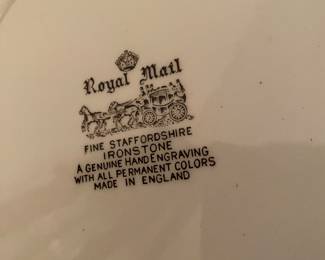 Royal Mail
FINE STAFFORDSHIRE
IRONSTONE
A GENUINE HAND ENGRAVING
WITH ALL PERMANENT COLORS
MADE IN ENGLAND